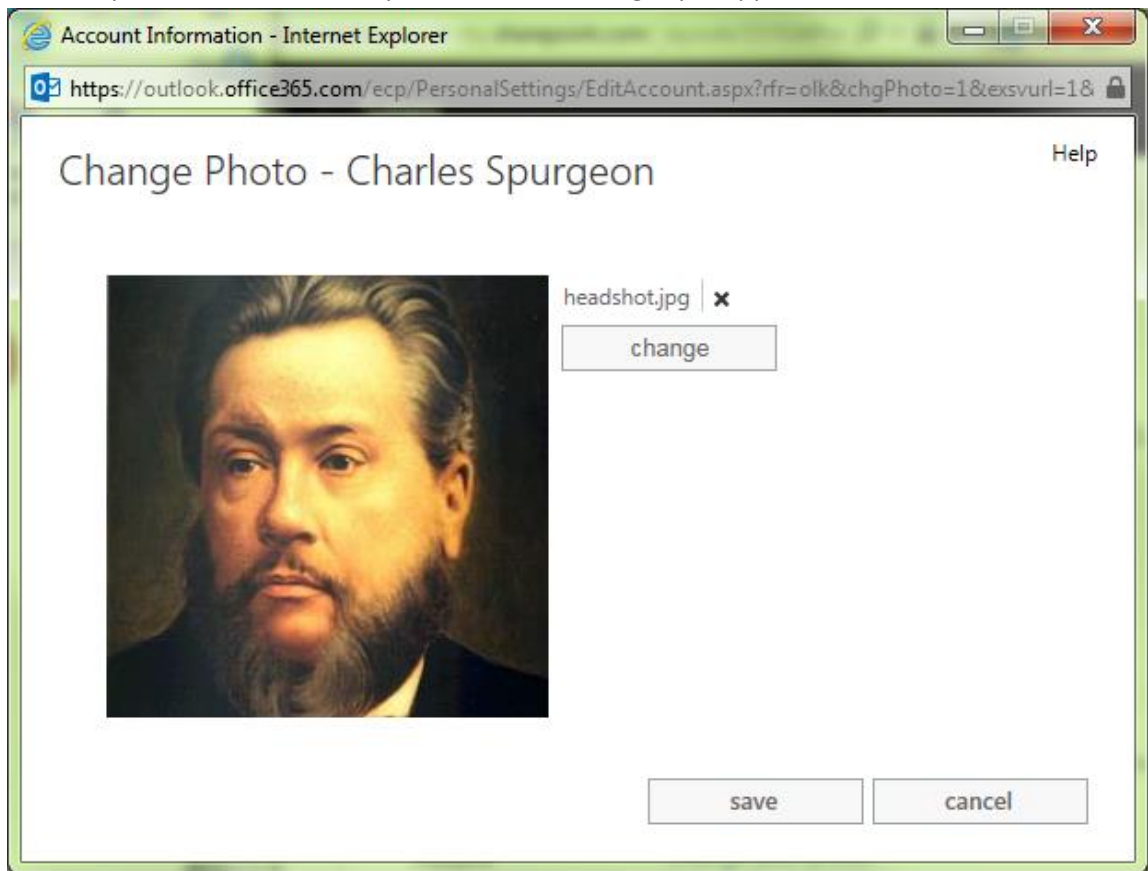 Account Information - Internet Explorer
https://outlook.office365.com/ecp/PersonalSettings/EditAccount.aspx?rfr=olk&chgPhoto=1&exsvurl=1&
Help
Change Photo - Charles Spurgeon
headshot.jpg
change
save
cancel